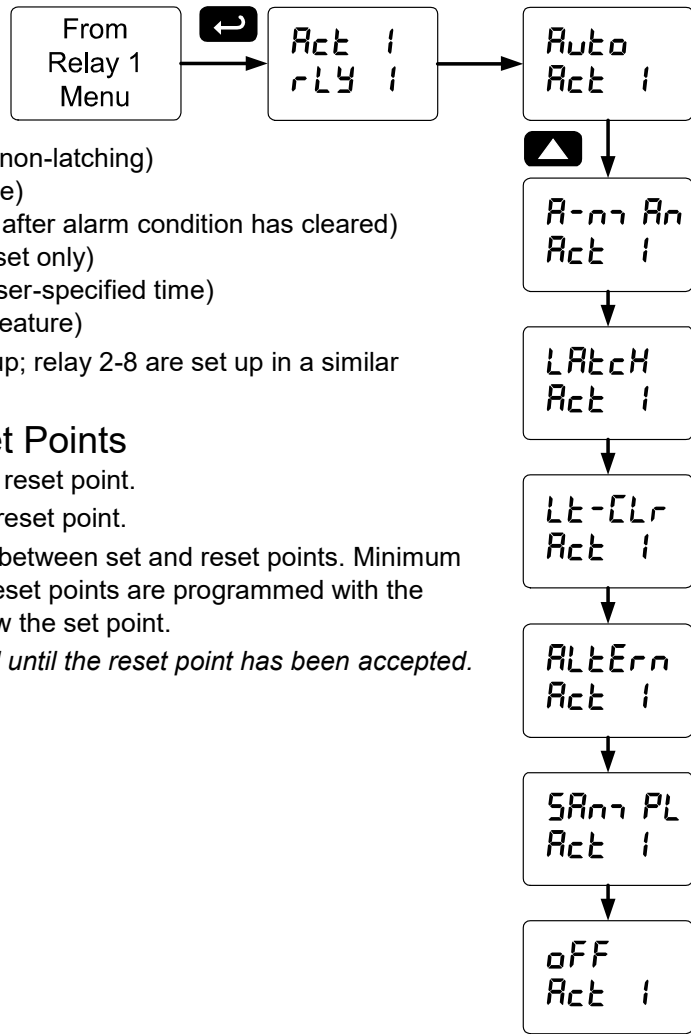 From
Relay 1
Menu
Act 1
rLY 1
Auto
Act 1
non-latching)
e)
after alarm condition has cleared)
set only)
ser-specified time)
eature)
up; relay 2-8 are set up in a similar
et Points
reset point.
reset point.
between set and reset points. Minimum
eset points are programmed with the
w the set point.
until the reset point has been accepted.
A-mAn
Act 1
LAtcH
Act 1
Lt-CLr
Act 1
ALtErn
Act 1
SAmPL
Act 1
oFF
Act 1